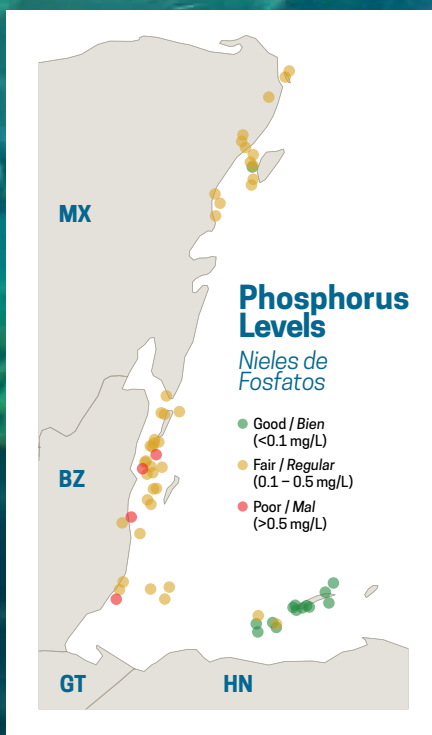 MX
Phosphorus
Levels
Nieles de
Fosfatos
Good / Bien
(<0.1 mg/L)
Fair / Regular
(0.1 – 0.5 mg/L)
Poor / Mal
(>0.5 mg/L)
BZ
GT
HN